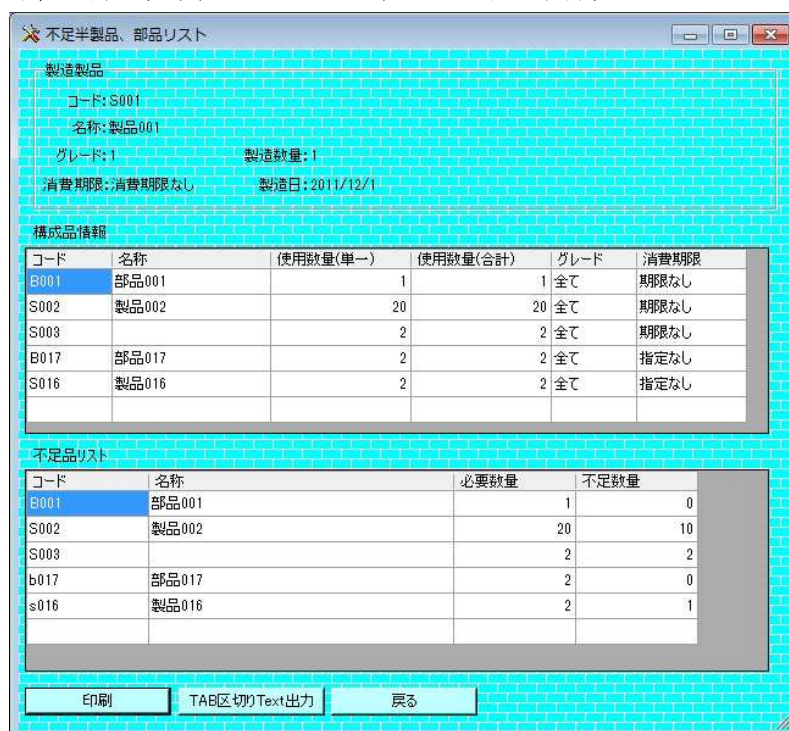 不足半製品、部品リスト
製造製品
コード:S001
名称:製品001
グレード:1 製造数量:1
消費期限:消費期限なし 製造日:2011/12/1
構成品情報
コード 名称 使用数量(単一) 使用数量(合計) グレード 消費期限
B001 部品001 1 1 全て 期限なし
S002 製品002 20 20 全て 期限なし
S003 2 2 全て 期限なし
B017 部品017 2 2 全て 指定なし
S016 製品016 2 2 全て 指定なし
不足品リスト
コード 名称 必要数量 不足数量
B001 部品001 1 0
S002 製品002 20 10
S003 2 2
b017 部品017 2 0
s016 製品016 2 1
印刷 TAB区切りText出力 戻る